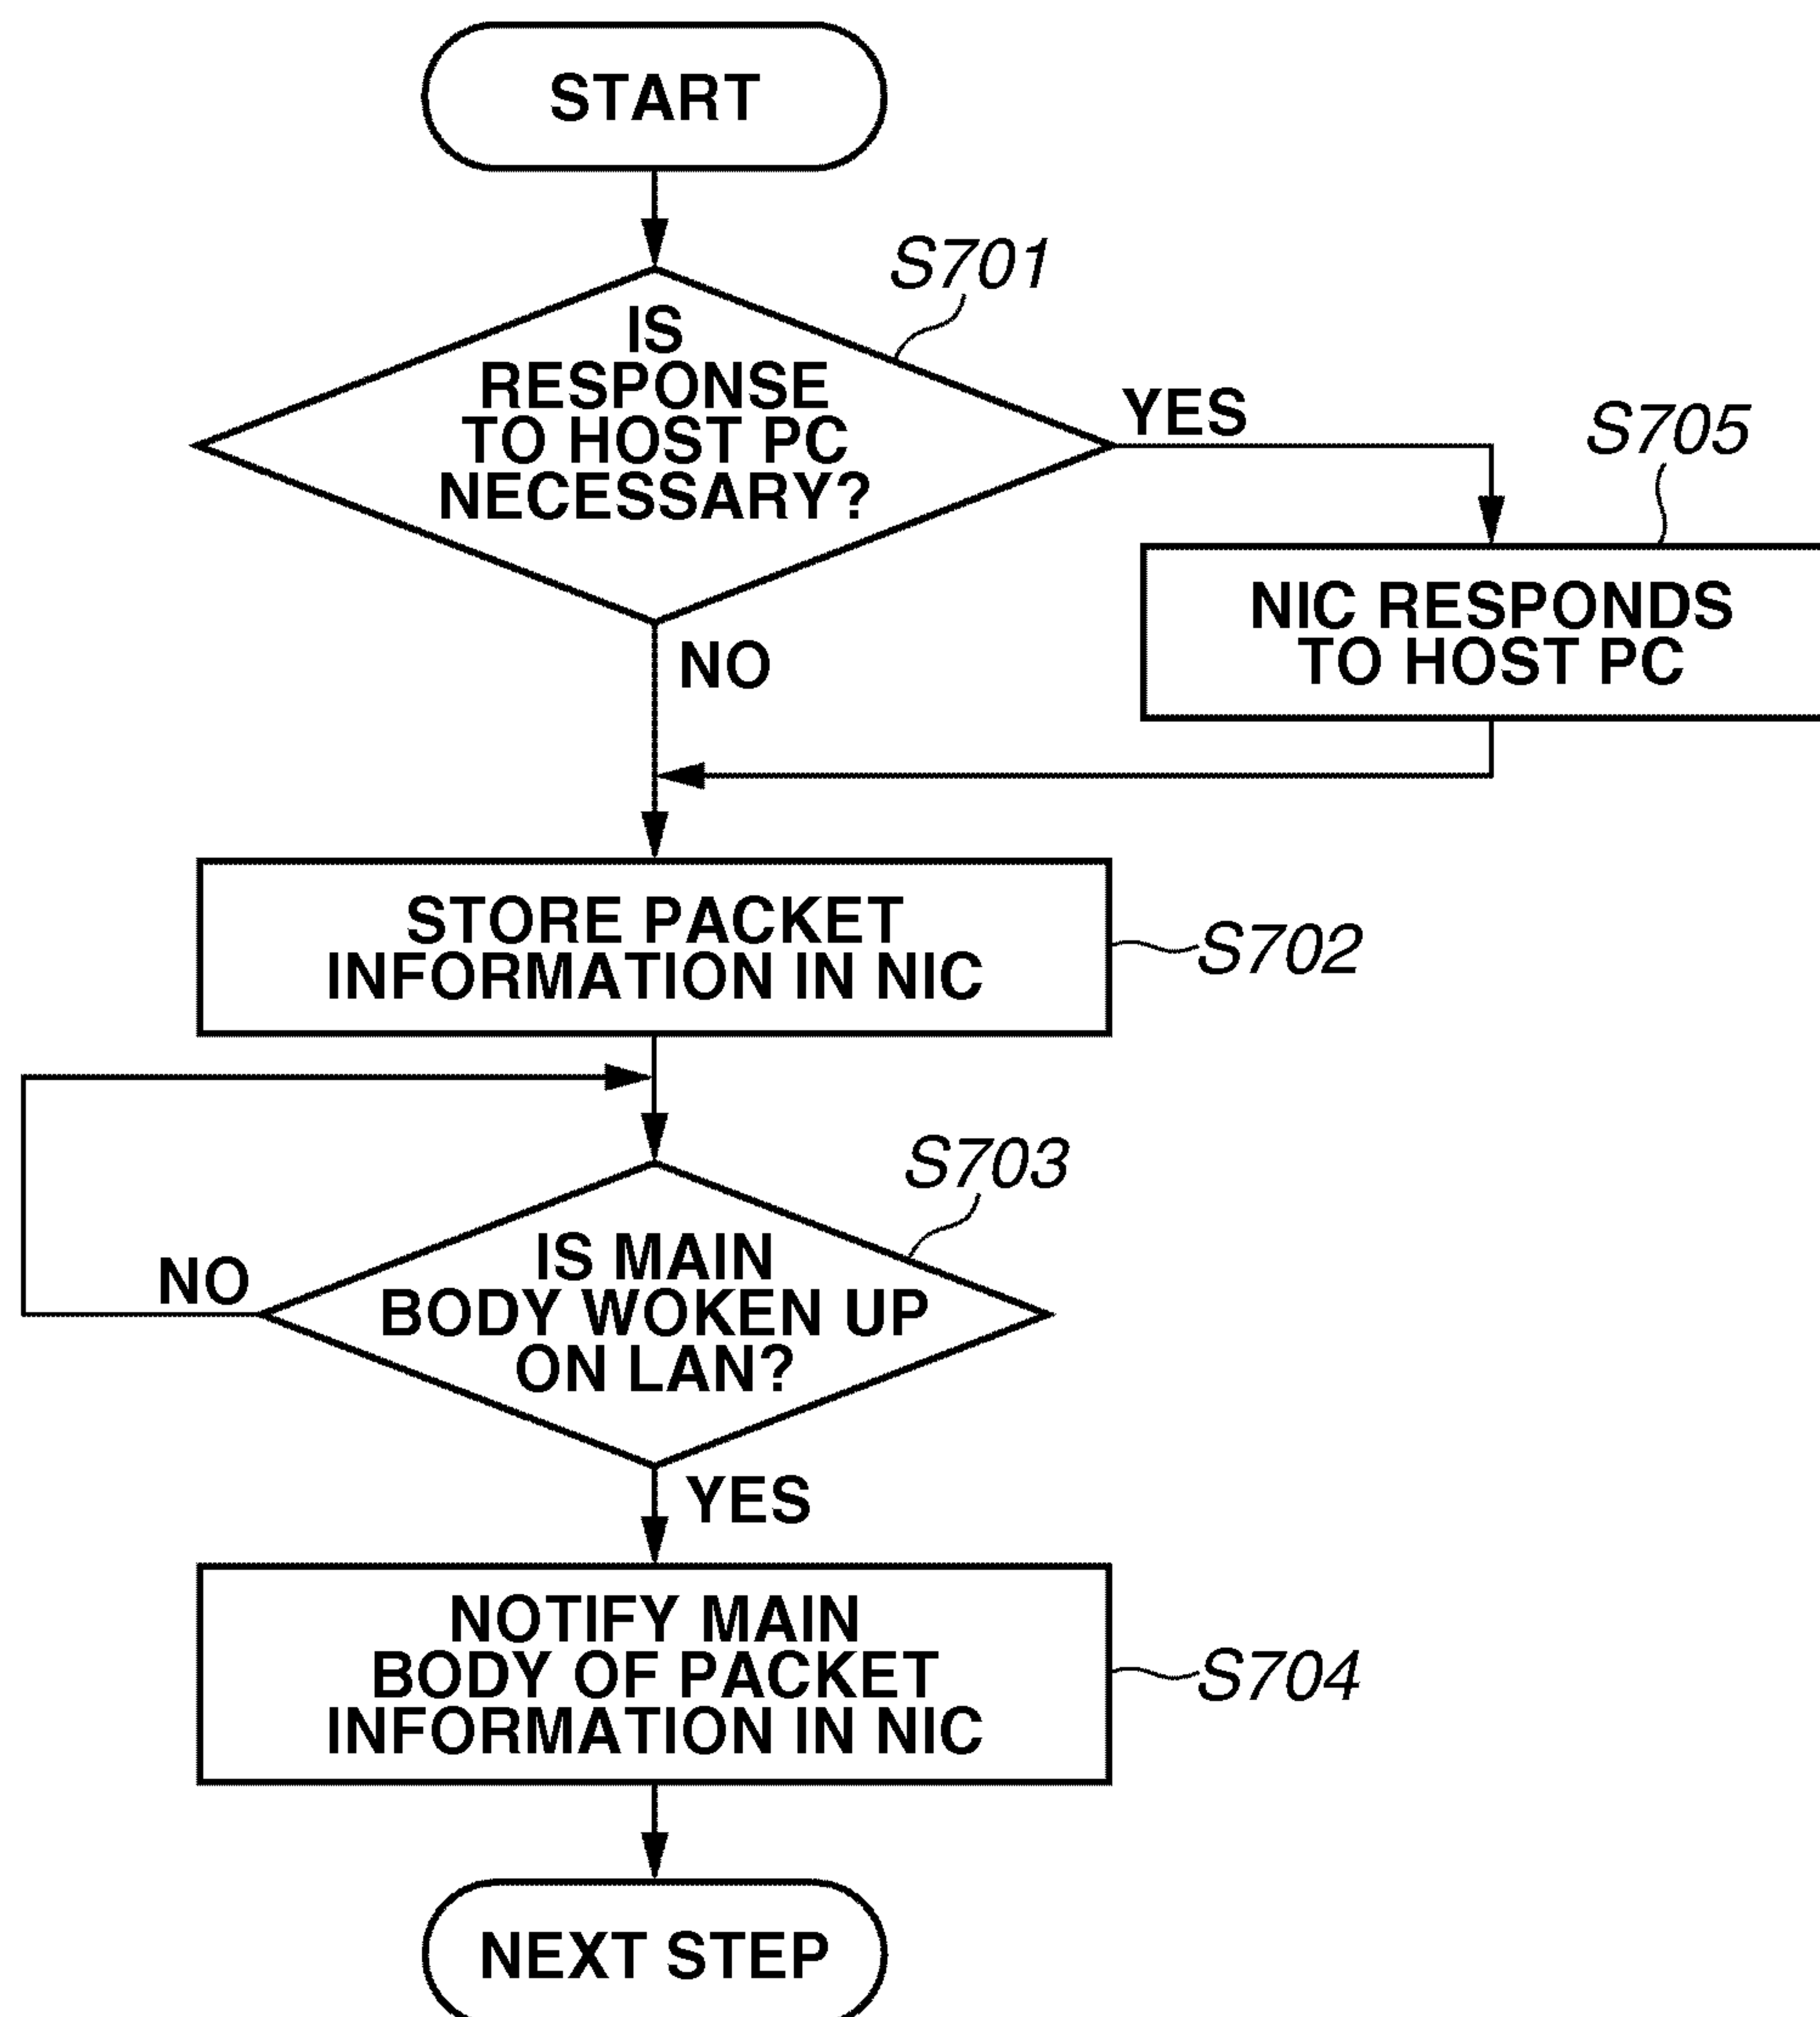 START
S701
IS
RESPONSE
TO HOST PC
NECESSARY?
YES
S705
NIC RESPONDS
TO HOST PC
NO
STORE PACKET
INFORMATION IN NIC
S702
S703
IS MAIN
BODY WOKEN UP
ON LAN?
NO
YES
NOTIFY MAIN
BODY OF PACKET
INFORMATION IN NIC
S704
NEXT STEP